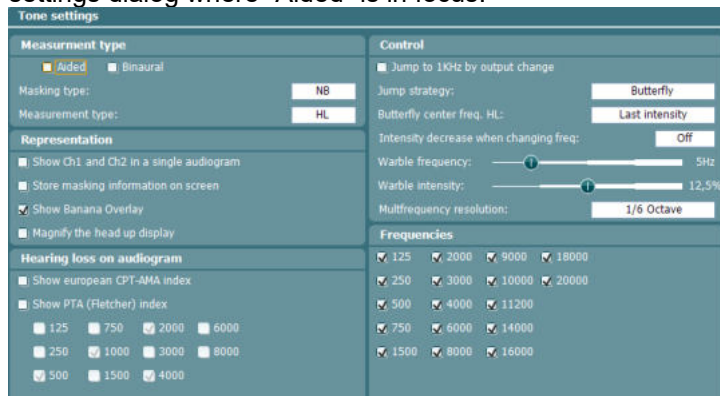 settings dialog where "Aided" is in focus.
Tone settings
Measurment type
Aided Binaural
Masking type: NB
Measurement type: HL
Representation
Show Ch1 and Ch2 in a single audiogram
Store masking information on screen
Show Banana Overlay
Magnify the head up display
Hearing loss on audiogram
Show european CPT-AMA index
Show PTA (Fletcher) index
125 750 2000 6000
250 1000 3000 8000
500 1500 4000
Control
Jump to 1KHz by output change
Jump strategy: Butterfly
Butterfly center freq. HL: Last intensity
Intensity decrease when changing freq: Off
Warble frequency: 5Hz
Warble intensity: 12,5%
Multfrequency resolution: 1/6 Octave
Frequencies
125 2000 9000 18000
250 3000 10000 20000
500 4000 11200
750 6000 14000
1500 8000 16000